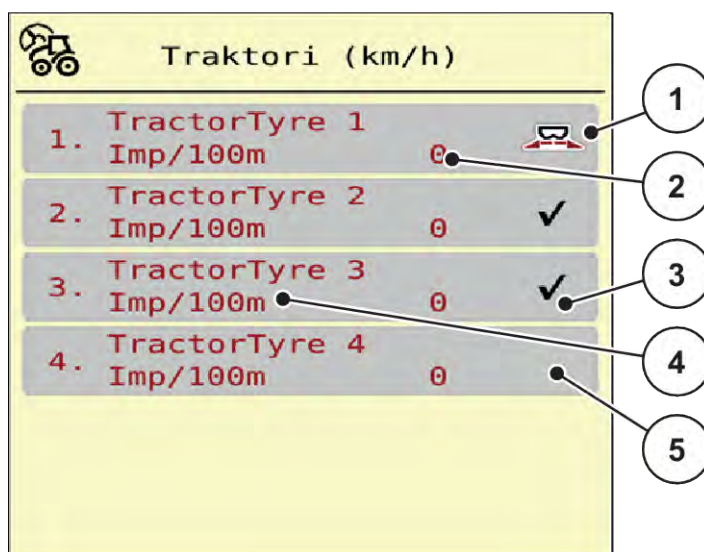 Traktori (km/h)
1. TractorTyre 1
Imp/100m 0
2. TractorTyre 2
Imp/100m 0
3. TractorTyre 3
Imp/100m 0
4. TractorTyre 4
Imp/100m 0
1
2
3
4
5